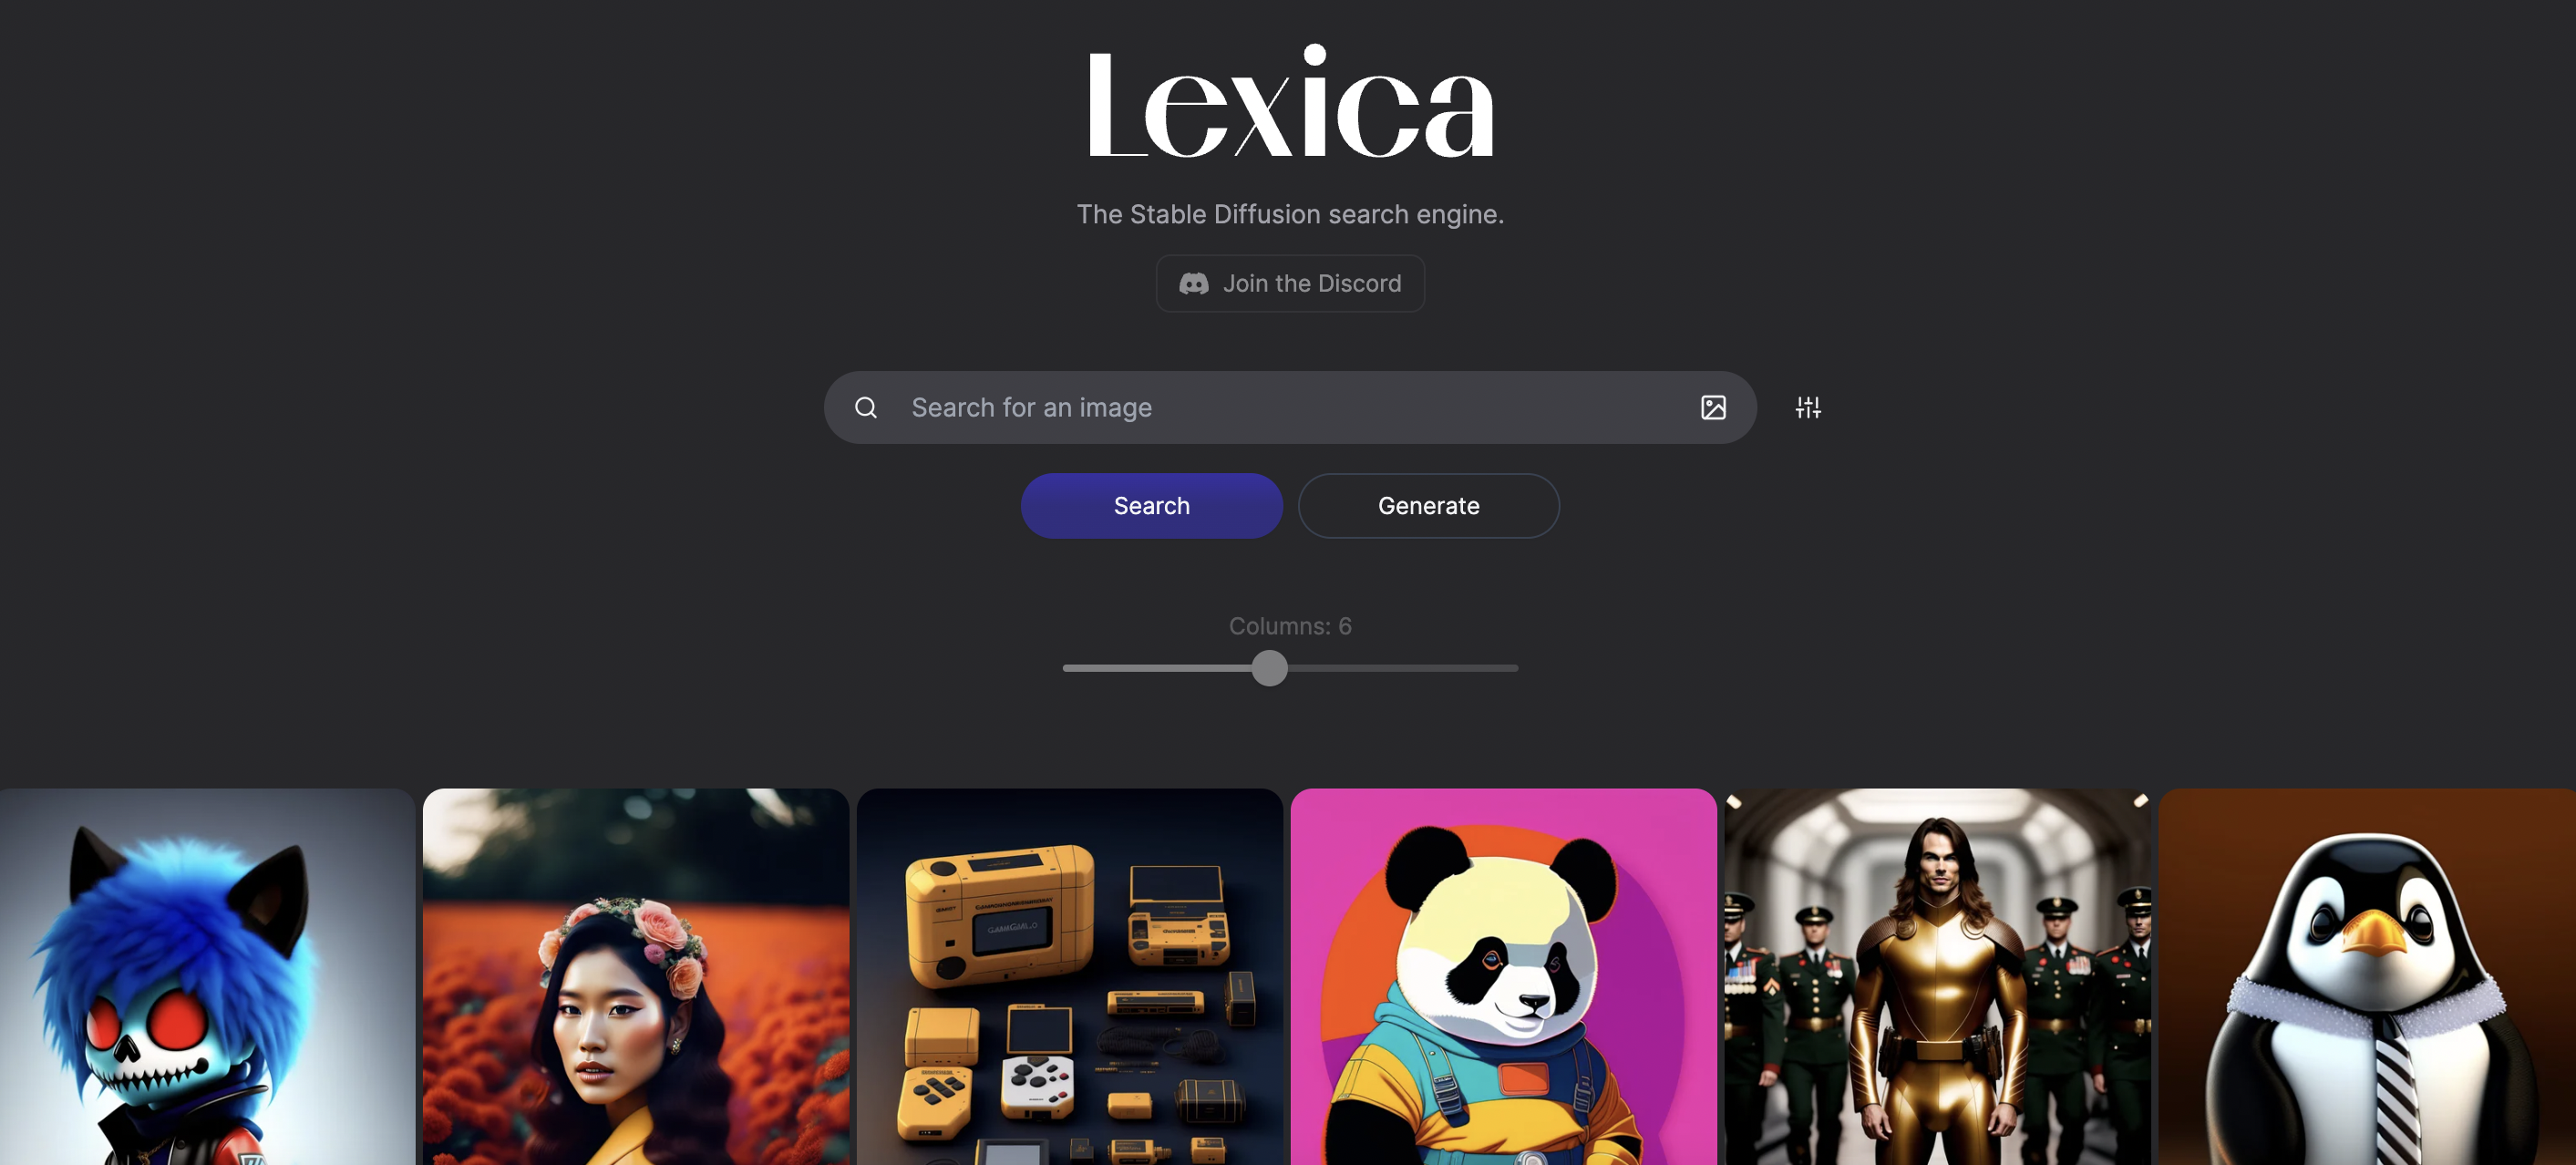 Lexica
The Stable Diffusion search engine.
Join the Discord
Search for an image
Search
Generate
Columns: 6